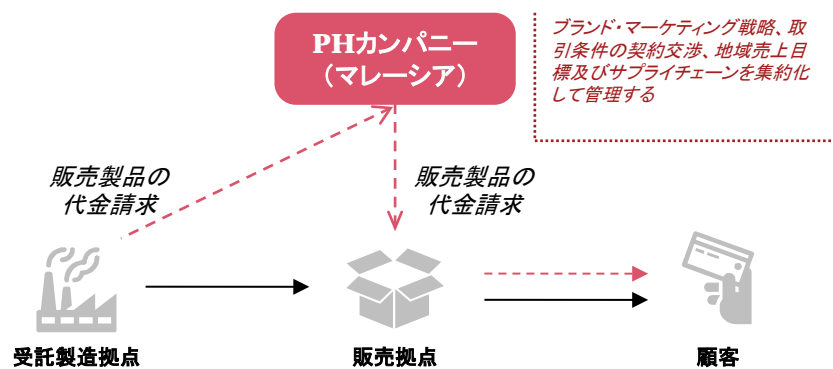 PHカンパニー
（マレーシア）
ブランド・マーケティング戦略、取
引条件の契約交渉、地域売上目
標及びサプライチェーンを集約化
して管理する
販売製品の
代金請求
販売製品の
代金請求
受託製造拠点
販売拠点
顧客